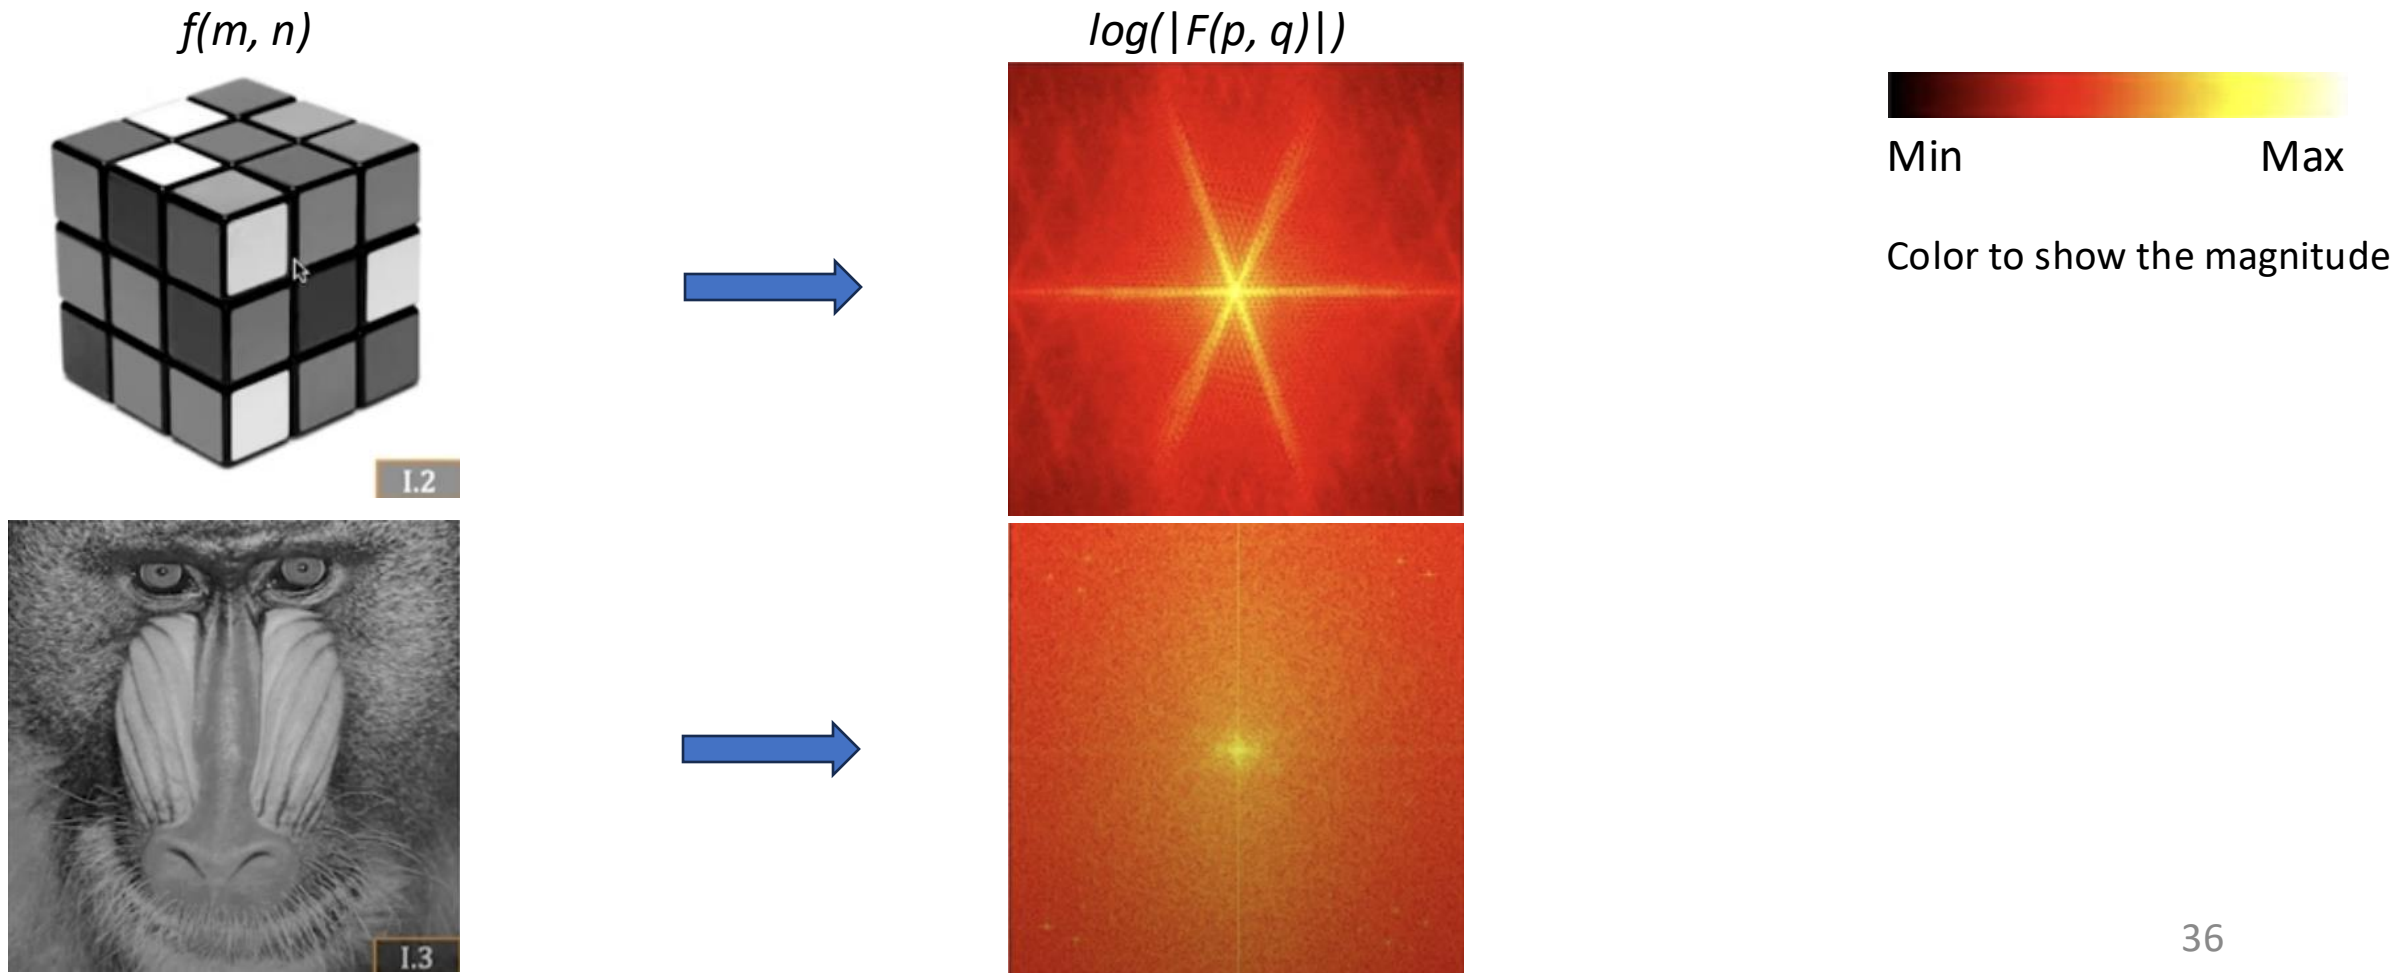 f(m, n)
log(|F(p, q)|)
Min Max
Color to show the magnitude
I.2
I.3
36